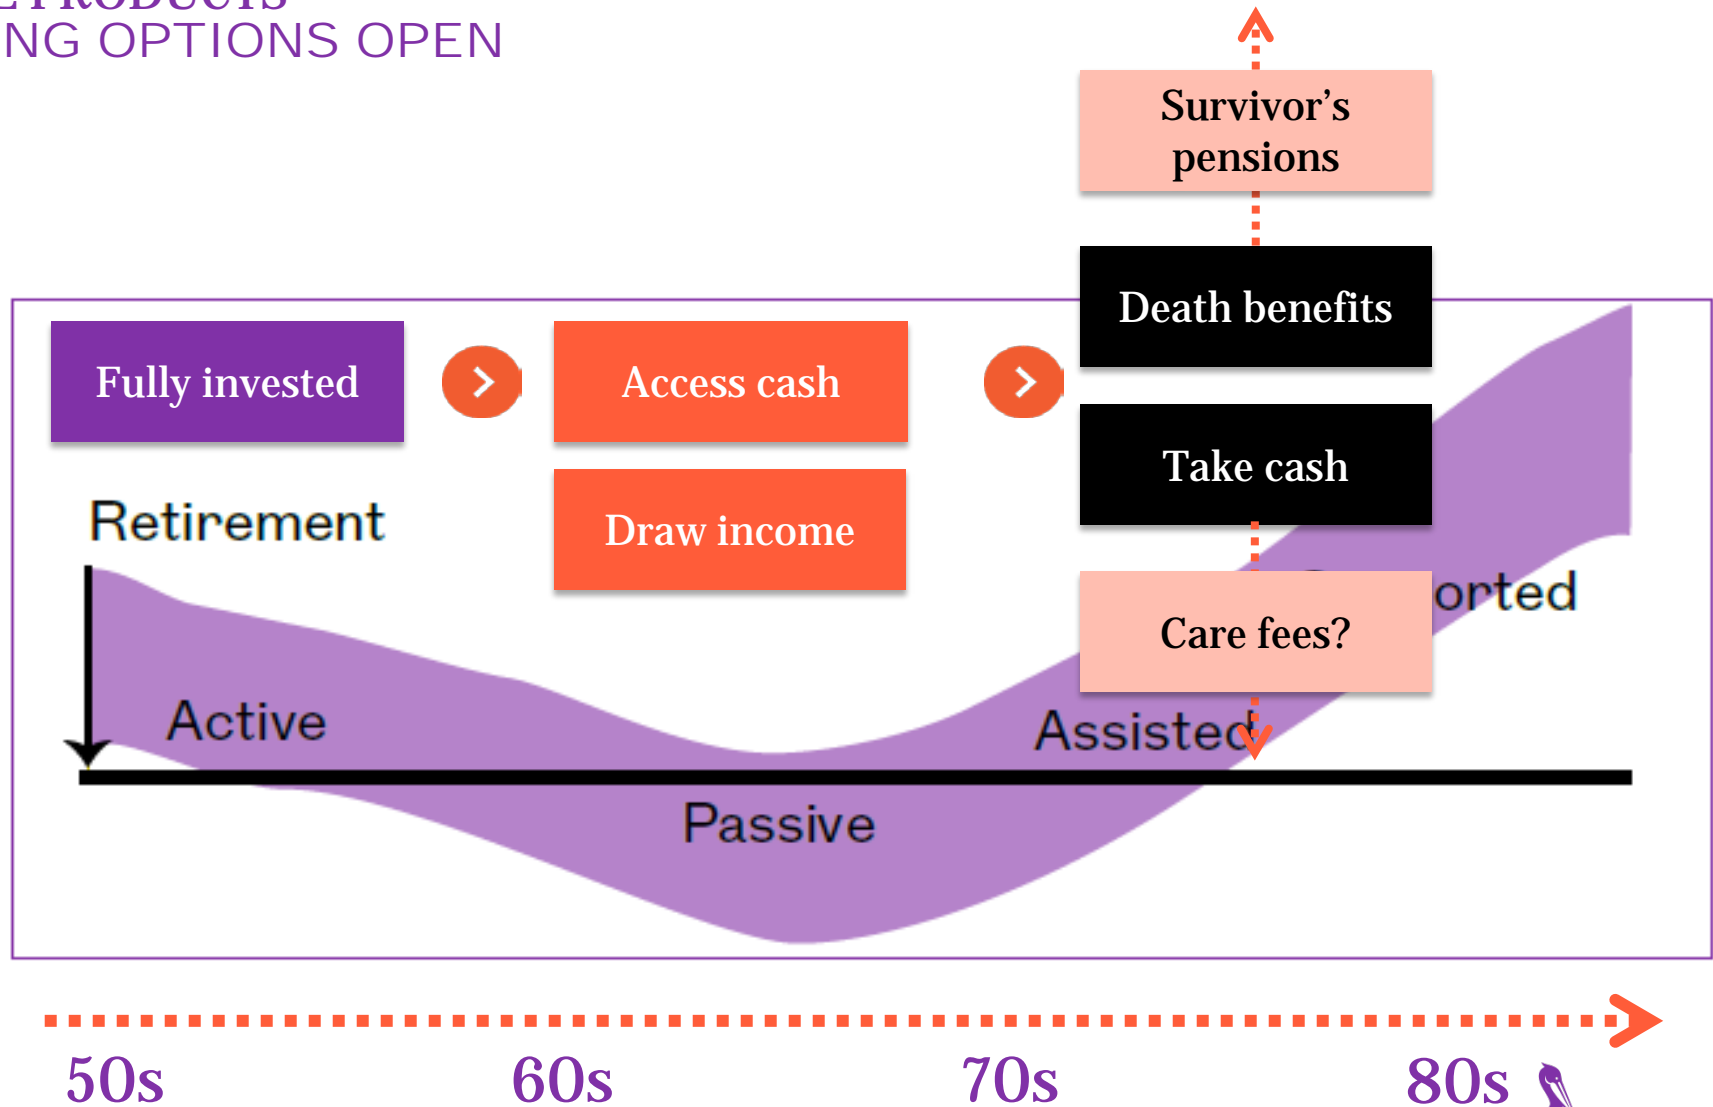 E PRODUCTS
NG OPTIONS OPEN
Survivor's
pensions
Death benefits
Fully invested
Access cash
Take cash
Retirement
Draw income
orted
Care fees?
Active
Assisted
Passive
50s
60s
70s
80s